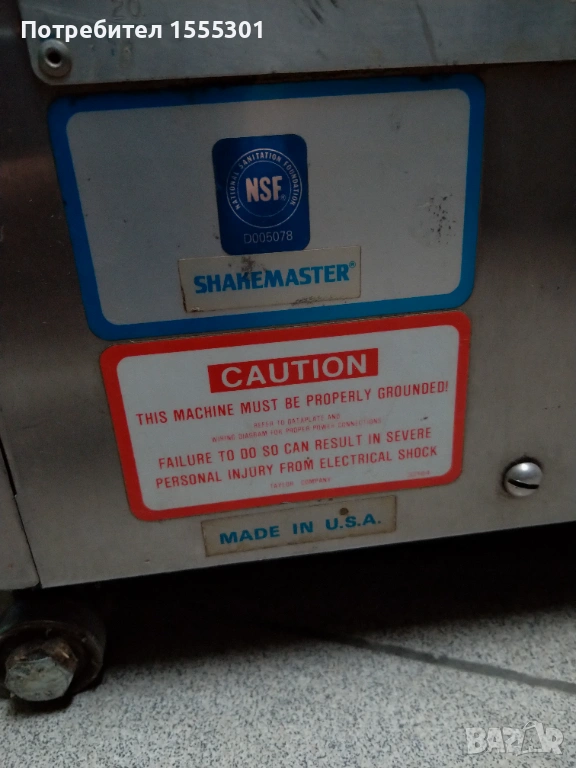 Потребител 1555301
20
NATIONAL SANITATION FOUNDATION
NSF®
D005078
SHAKEMASTER®
CAUTION
THIS MACHINE MUST BE PROPERLY GROUNDED!
REFER TO DATAPLATE AND
WIRING DIAGRAM FOR PROPER POWER CONNECTIONS
FAILURE TO DO SO CAN RESULT IN SEVERE
PERSONAL INJURY FROM ELECTRICAL SHOCK
TAYLOR COMPANY
MADE IN U.S.A.
BAZAR